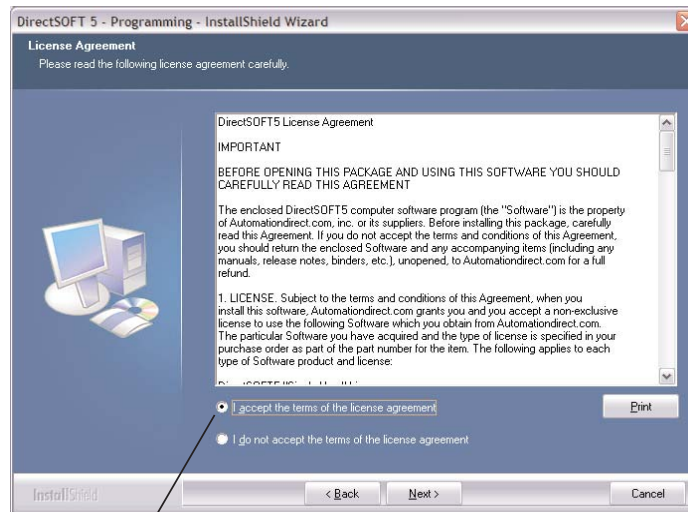 DirectSOFT 5 - Programming - InstallShield Wizard
License Agreement
Please read the following license agreement carefully.
DirectSOFT5 License Agreement
IMPORTANT
BEFORE OPENING THIS PACKAGE AND USING THIS SOFTWARE YOU SHOULD
CAREFULLY READ THIS AGREEMENT
The enclosed DirectSOFT5 computer software program (the "Software") is the property
of Automationdirect.com, inc. or its suppliers. Before installing this package, carefully
read this Agreement. If you do not accept the terms and conditions of this Agreement,
you should return the enclosed Software and any accompanying items (including any
manuals, release notes, binders, etc.), unopened, to Automationdirect.com for a full
refund.
1. LICENSE. Subject to the terms and conditions of this Agreement, when you
install this software, Automationdirect.com grants you and you accept a non-exclusive
license to use the following Software which you obtain from Automationdirect.com.
The particular Software you have acquired and the type of license is specified in your
purchase order as part of the part number for the item. The following applies to each
type of Software product and license:
I accept the terms of the license agreement
Print
I do not accept the terms of the license agreement
InstallShield
< Back
Next >
Cancel